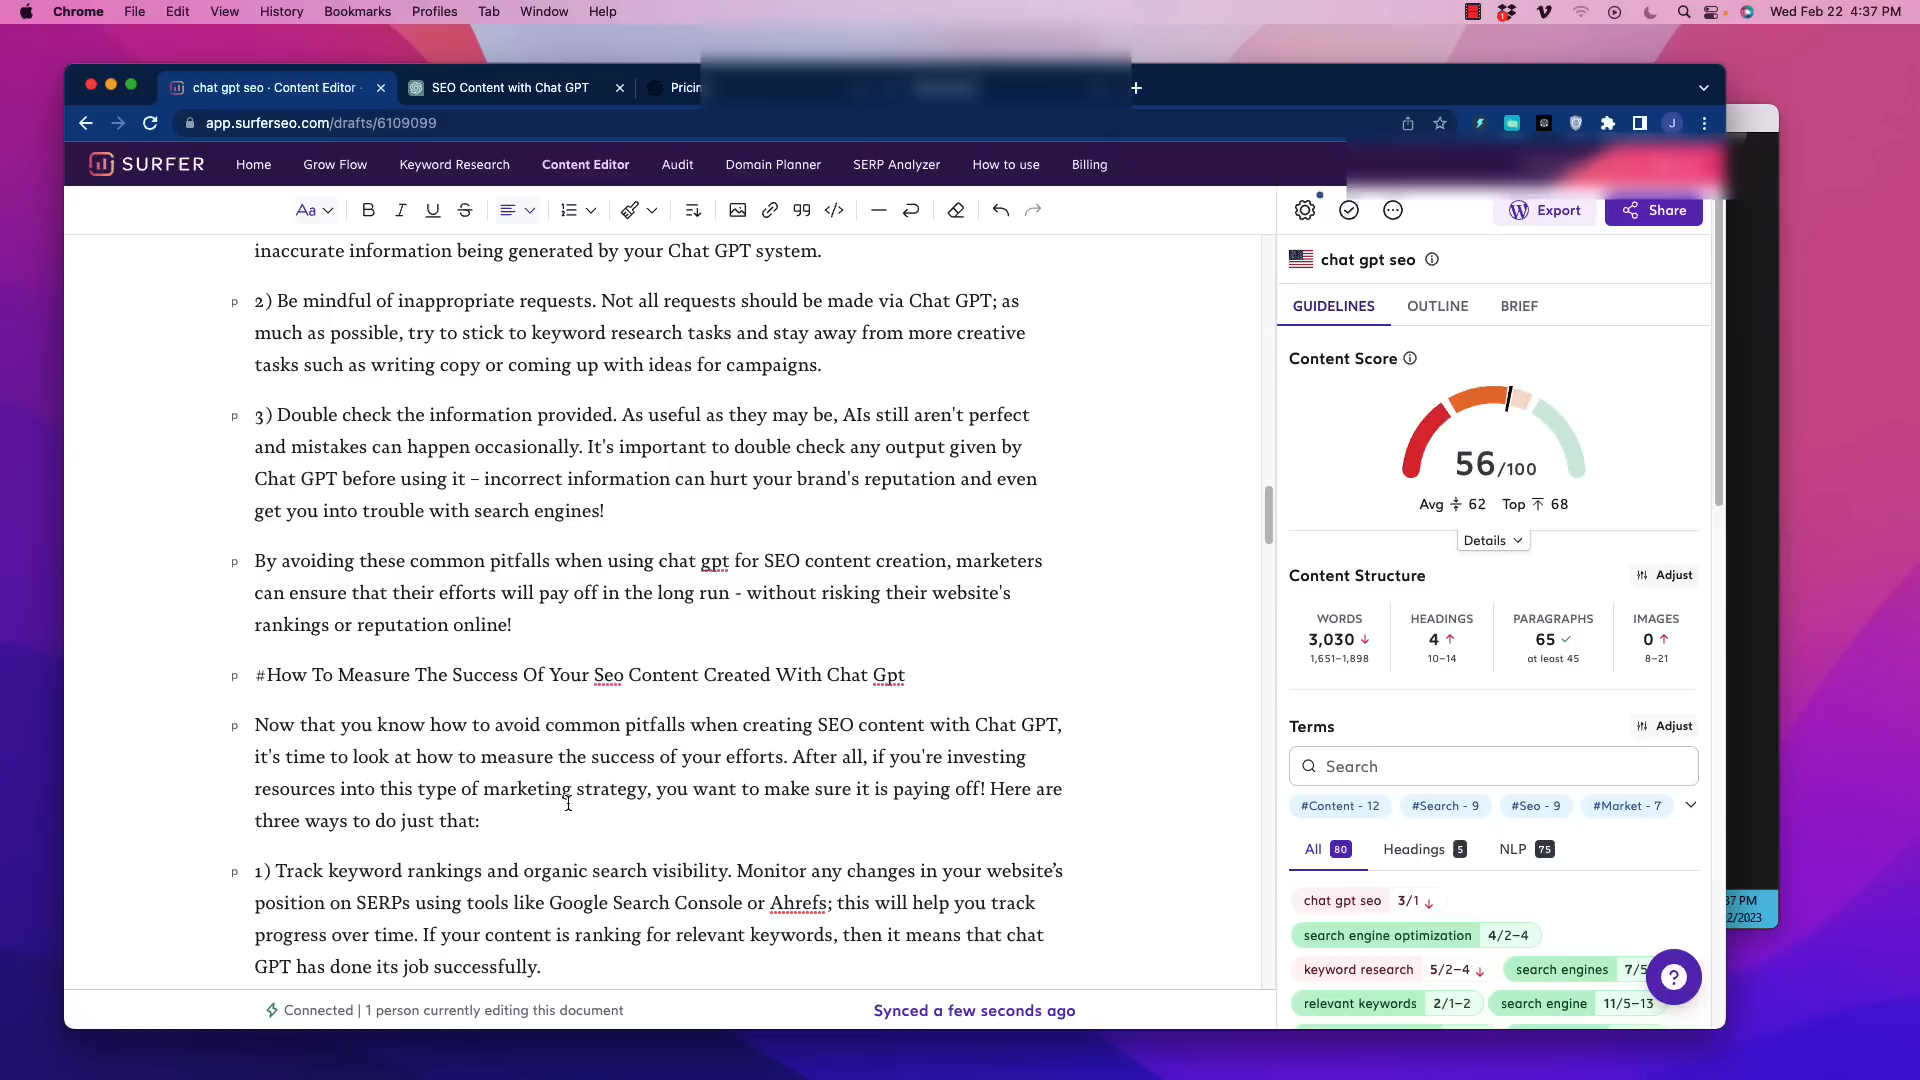 Chrome File Edit View History Bookmarks Profiles Tab Window Help
1 Wed Feb 22 4:37 PM
chat gpt seo · Content Editor · SEO Content with Chat GPT
app.surferseo.com/drafts/6109099 J
SURFER Home Grow Flow Keyword Research Content Editor Audit Domain Planner SERP Analyzer How to use Billing
Aa B I U S Export Share
inaccurate information being generated by your Chat GPT system.
p 2) Be mindful of inappropriate requests. Not all requests should be made via Chat GPT; as
much as possible, try to stick to keyword research tasks and stay away from more creative
tasks such as writing copy or coming up with ideas for campaigns.
p 3) Double check the information provided. As useful as they may be, AIs still aren't perfect
and mistakes can happen occasionally. It's important to double check any output given by
Chat GPT before using it – incorrect information can hurt your brand's reputation and even
get you into trouble with search engines!
p By avoiding these common pitfalls when using chat gpt for SEO content creation, marketers
can ensure that their efforts will pay off in the long run - without risking their website's
rankings or reputation online!
p #How To Measure The Success Of Your Seo Content Created With Chat Gpt
p Now that you know how to avoid common pitfalls when creating SEO content with Chat GPT,
it's time to look at how to measure the success of your efforts. After all, if you're investing
resources into this type of marketing strategy, you want to make sure it is paying off! Here are
three ways to do just that:
p 1) Track keyword rankings and organic search visibility. Monitor any changes in your website’s
position on SERPs using tools like Google Search Console or Ahrefs; this will help you track
progress over time. If your content is ranking for relevant keywords, then it means that chat
GPT has done its job successfully.
Connected | 1 person currently editing this document Synced a few seconds ago
chat gpt seo
GUIDELINES OUTLINE BRIEF
Content Score
56/100
Avg 62 Top 68
Details
Content Structure Adjust
WORDS HEADINGS PARAGRAPHS IMAGES
3,030 4 65 0
1,651–1,898 10–14 at least 45 8–21
Terms Adjust
Search
#Content - 12 #Search - 9 #Seo - 9 #Market - 7
All 80 Headings 5 NLP 75
chat gpt seo 3/1
search engine optimization 4/2–4
keyword research 5/2–4 search engines
relevant keywords 2/1–2 search engine 11/5–13
?